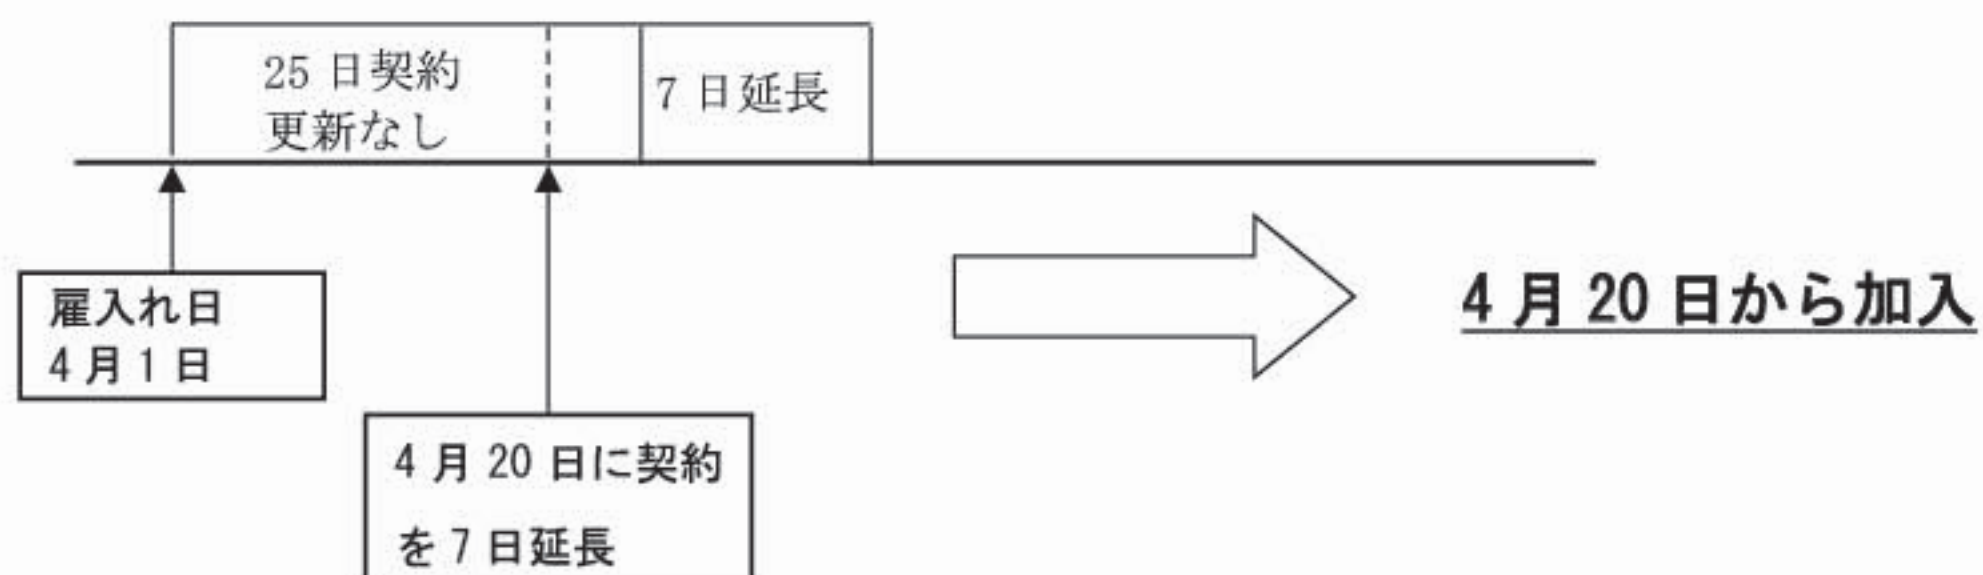 25 日契約
更新なし
7 日延長
雇入れ日
4 月 1 日
4 月 20 日から加入
4 月 20 日に契約
を 7 日延長